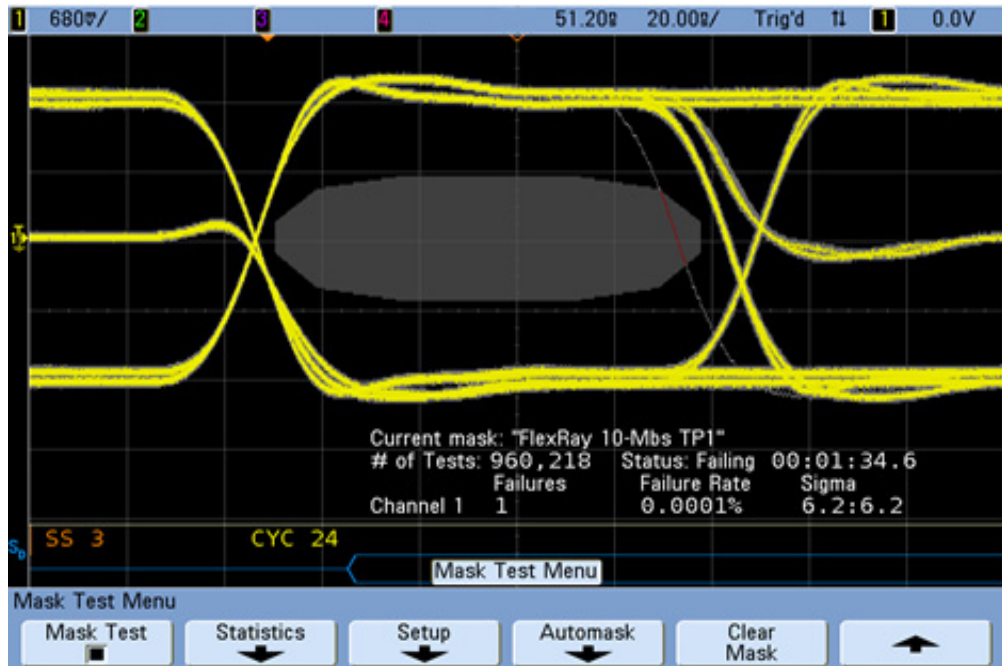 1 680mV/ 2 3 4 51.20s 20.00s/ Trig'd ↑↓ 1 0.0V
Current mask: "FlexRay 10-Mbs TP1"
# of Tests: 960,218 Status: Failing 00:01:34.6
Failures Failure Rate Sigma
Channel 1 1 0.0001% 6.2:6.2
SS 3 CYC 24
Mask Test Menu
Mask Test Menu
Mask Test Statistics Setup Automask Clear Mask